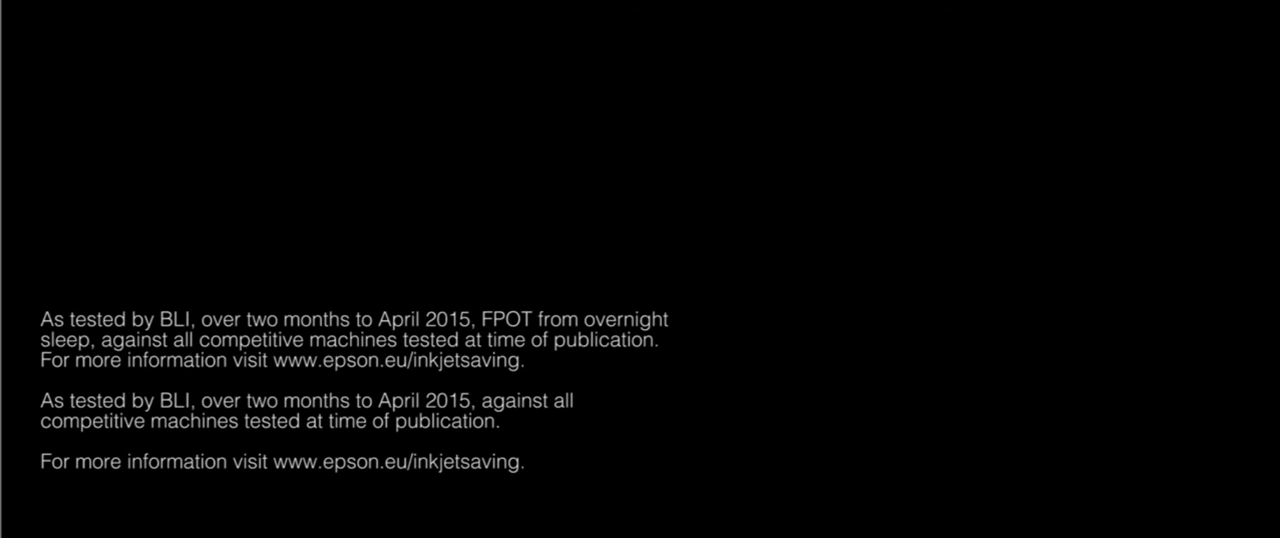 As tested by BLI, over two months to April 2015, FPOT from overnight
sleep, against all competitive machines tested at time of publication.
For more information visit www.epson.eu/inkjetsaving.
As tested by BLI, over two months to April 2015, against all
competitive machines tested at time of publication.
For more information visit www.epson.eu/inkjetsaving.